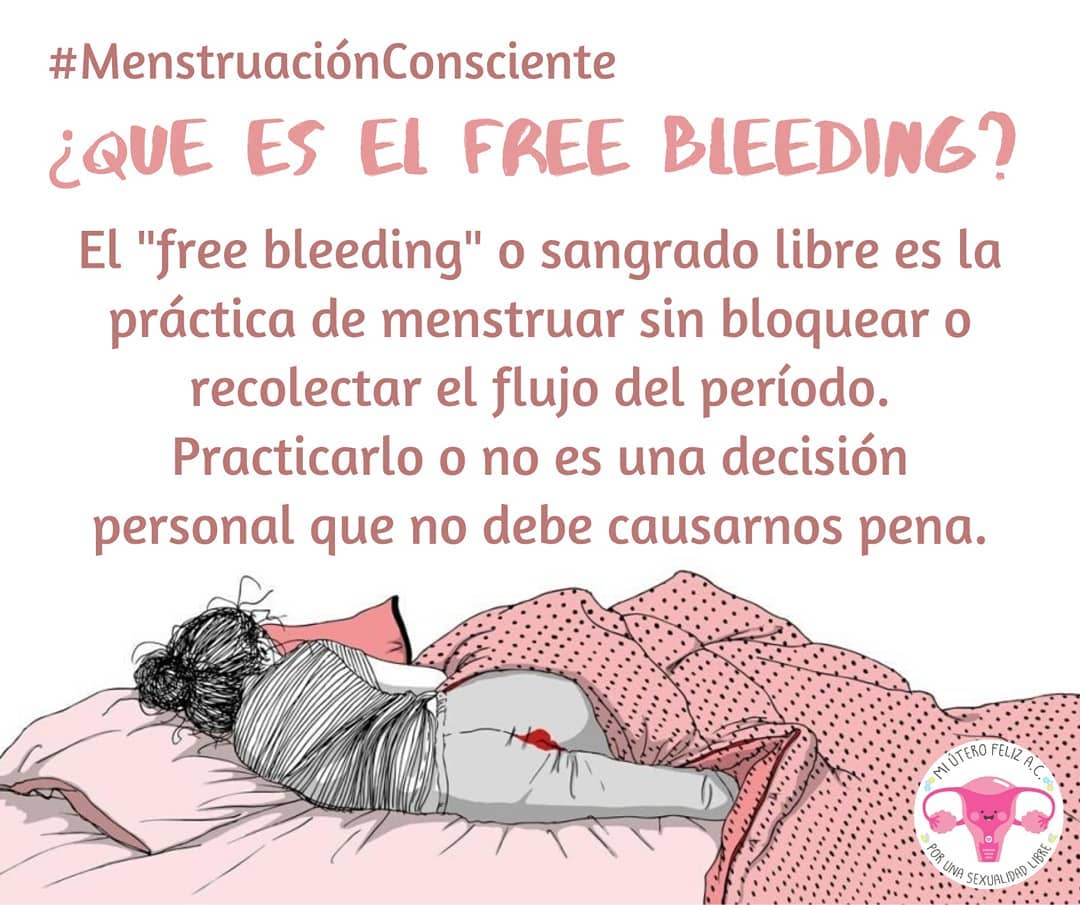 #MenstruaciónConsciente
¿QUE ES EL FREE BLEEDING?
El "free bleeding" o sangrado libre es la
práctica de menstruar sin bloquear o
recolectar el flujo del período.
Practicarlo o no es una decisión
personal que no debe causarnos pena.
MI ÚTERO FELIZ A.C.
POR UNA SEXUALIDAD LIBRE